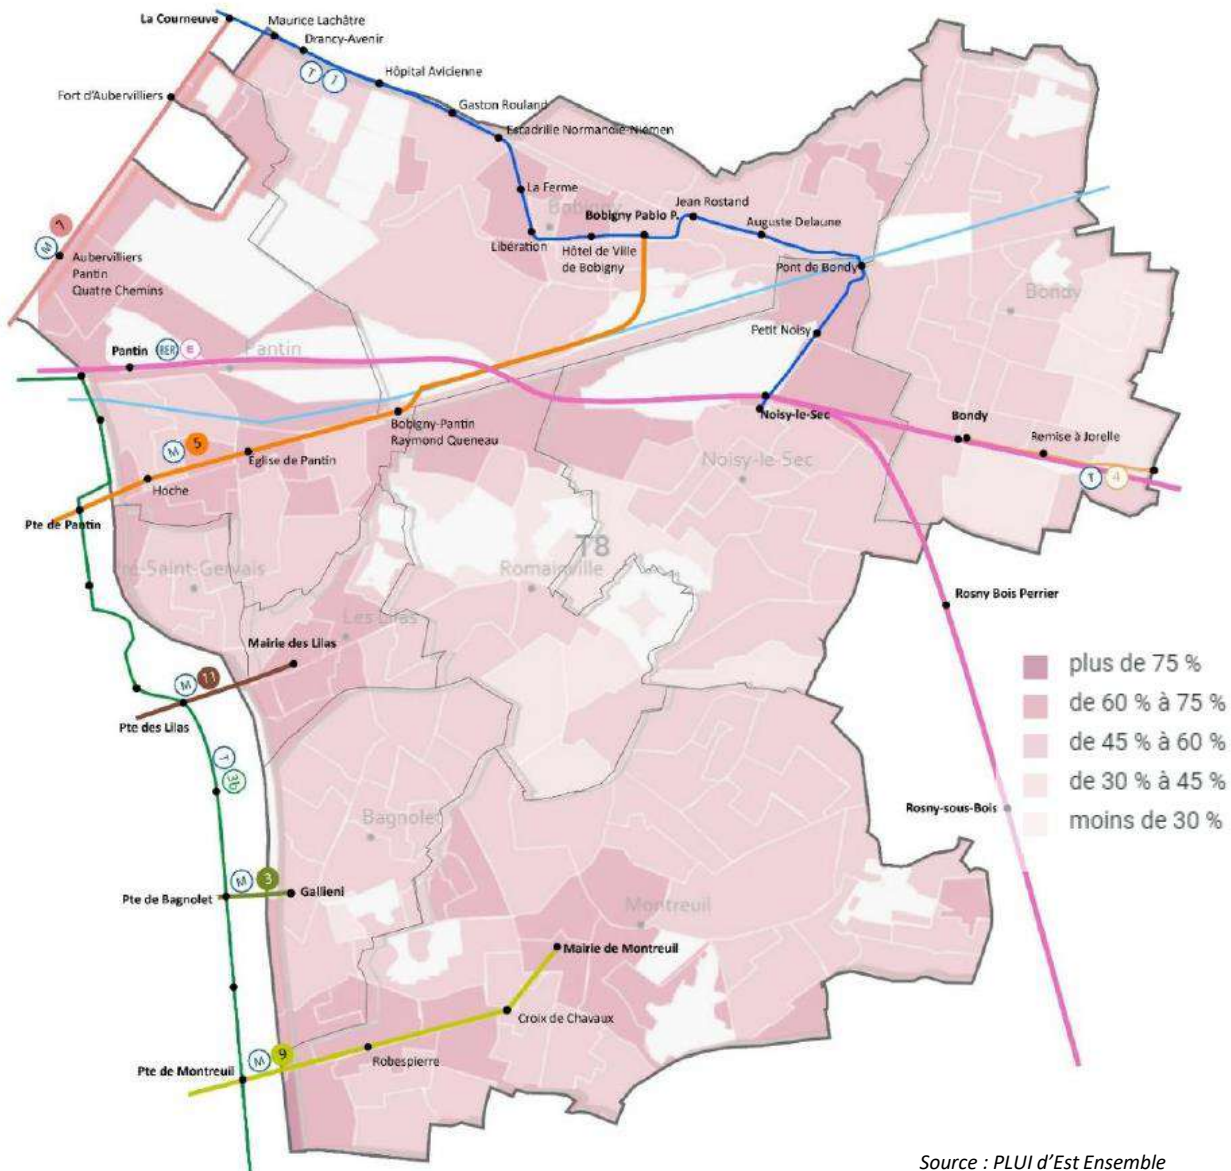 La Courneuve
Maurice Lachâtre
Drancy-Avenir
T 1
Hôpital Avicienne
Fort d'Aubervilliers
Gaston Rouland
Escadrille Normandie-Niémen
La Ferme
Bobigny
Jean Rostand
Bobigny Pablo P.
Auguste Delaune
M 7
Aubervilliers
Pantin
Quatre Chemins
Libération
Hôtel de Ville
de Bobigny
Pont de Bondy
Bondy
Petit Noisy
Pantin
RER E
Pantin
Noisy-le-Sec
Bondy
Remise à Jorelle
Bobigny-Pantin
Raymond Queneau
M 5
Eglise de Pantin
Noisy-le-Sec
T 4
Hoche
Pte de Pantin
T8
Pré-Saint-Gervais
Romainville
Rosny Bois Perrier
Les Lilas
Mairie des Lilas
M 11
Pte des Lilas
plus de 75 %
de 60 % à 75 %
de 45 % à 60 %
de 30 % à 45 %
moins de 30 %
T 3b
Rosny-sous-Bois
Bagnolet
M 3
Pte de Bagnolet
Gallieni
Montreuil
Mairie de Montreuil
Croix de Chavaux
M 9
Robespierre
Pte de Montreuil
Source : PLUI d'Est Ensemble